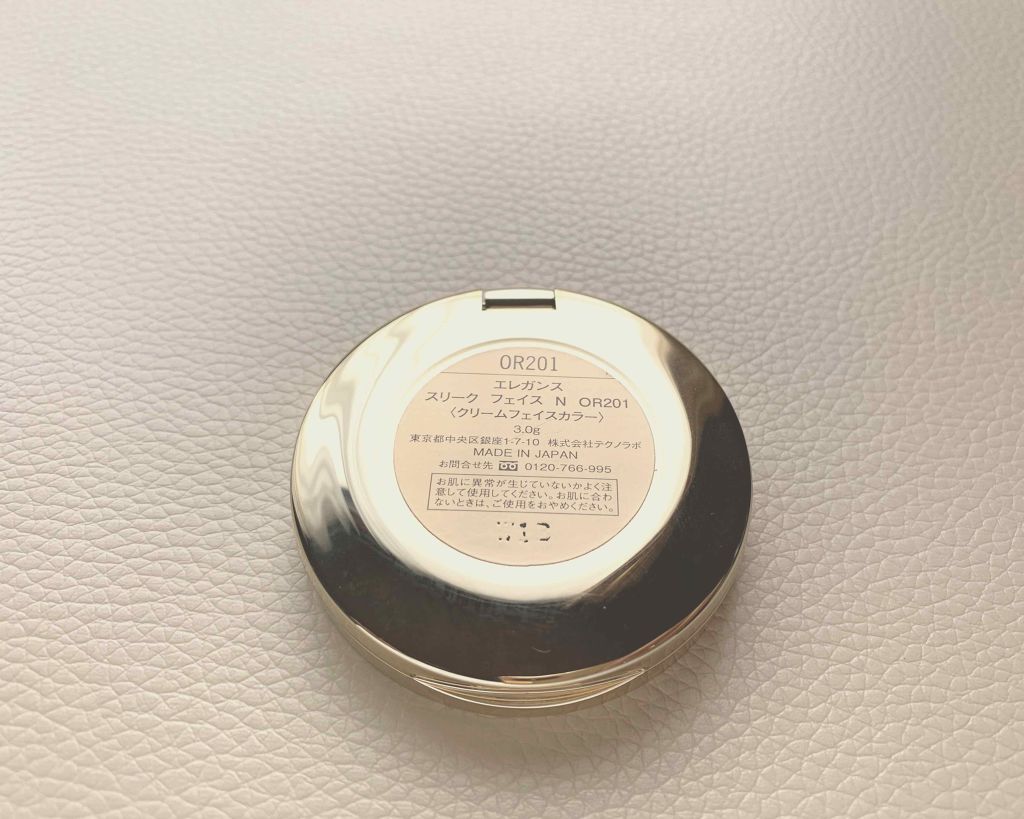 OR201
エレガンス
スリーク フェイス N OR201
〈クリームフェイスカラー〉
3.0g
東京都中央区銀座1-7-10 株式会社テクノラボ
MADE IN JAPAN
お問合せ先 0120-766-995
お肌に異常が生じていないかよく注
意して使用してください。お肌に合わ
ないときは、ご使用をおやめください。